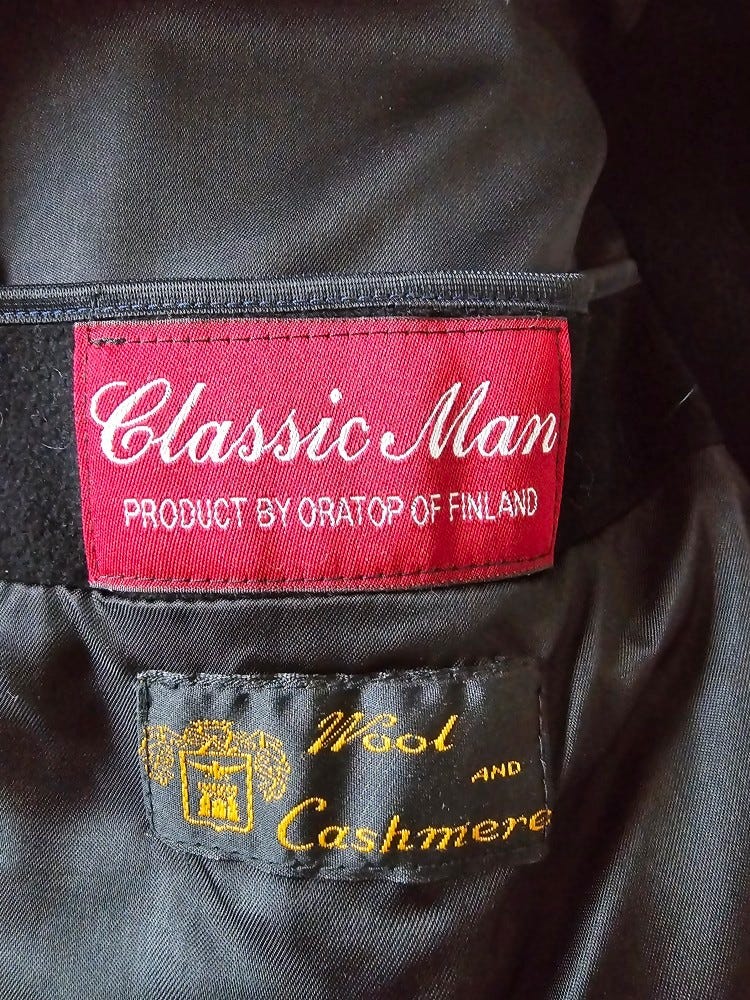 Classic Man
PRODUCT BY ORATOP OF FINLAND
Wool
AND
Cashmere